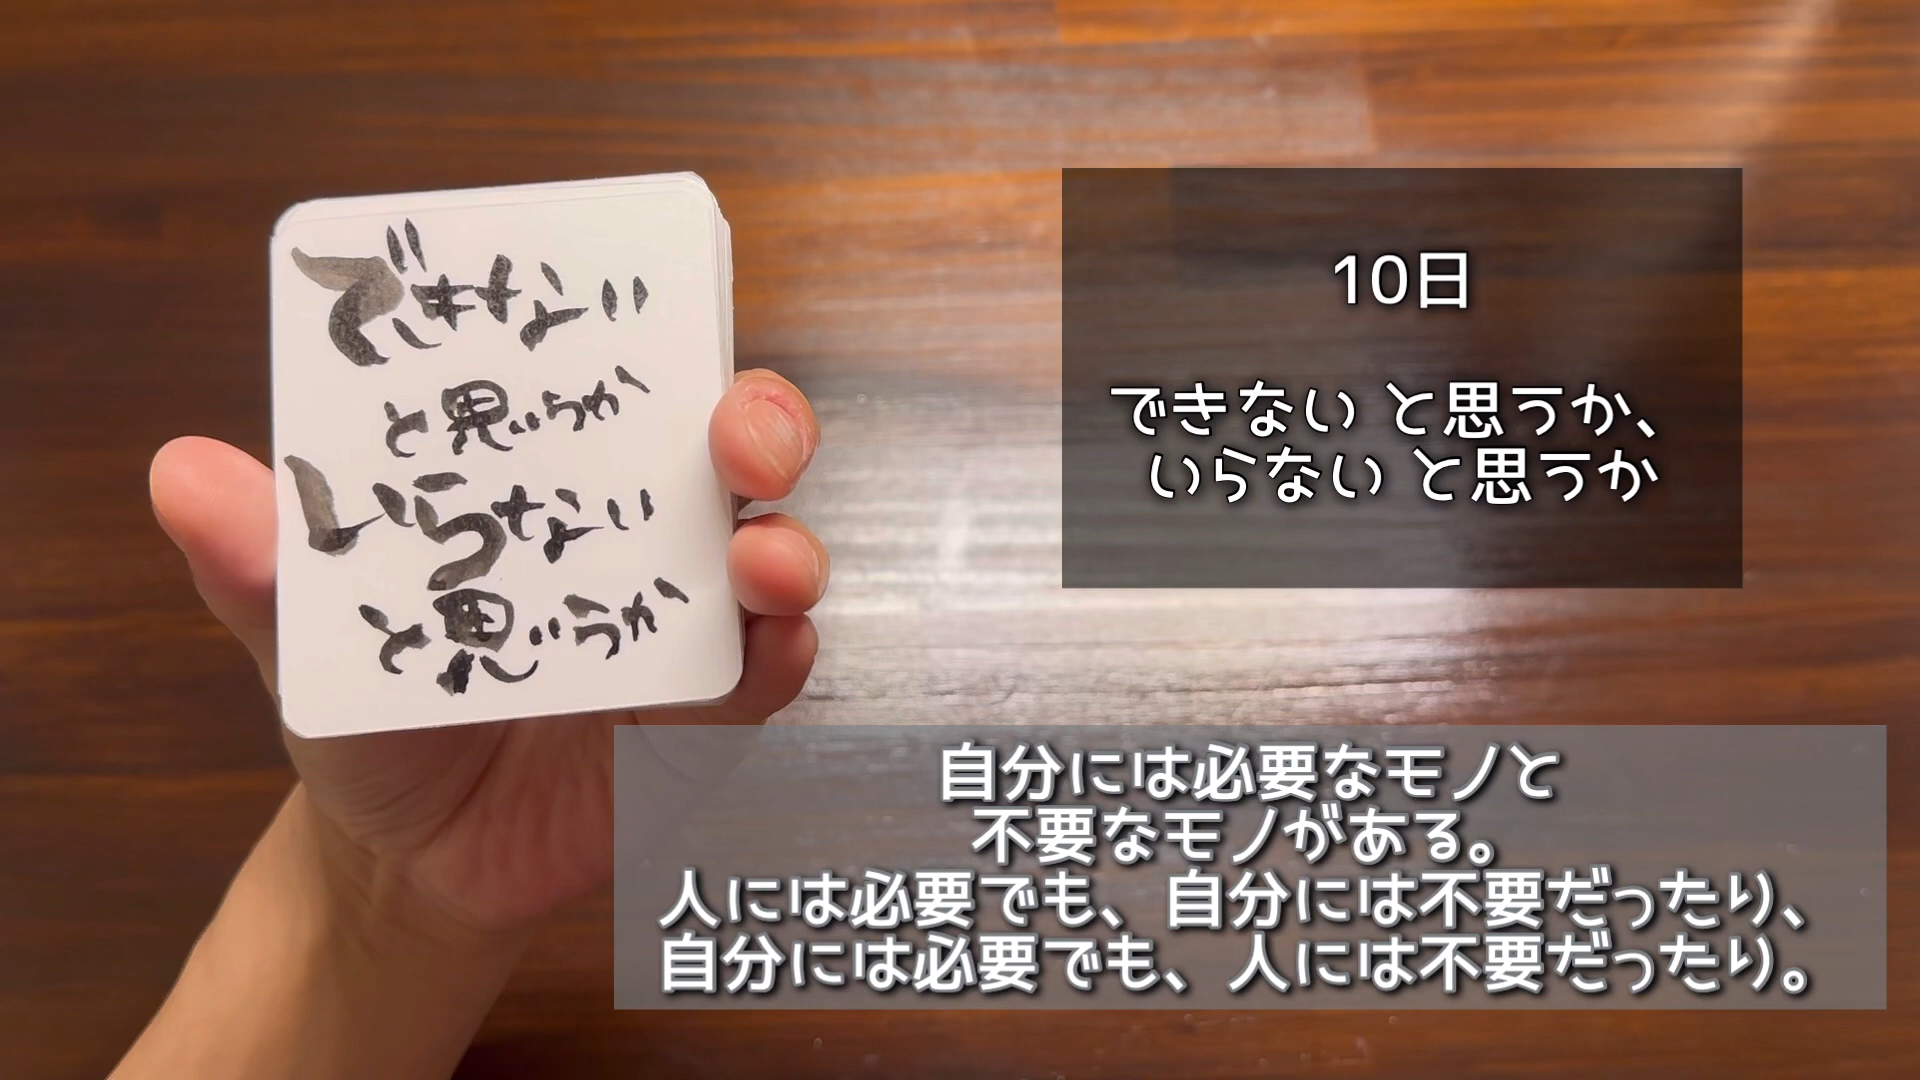 できない
と思うか
いらない
と思うか
10日
できない と思うか、
いらない と思うか
自分には必要なモノと
不要なモノがある。
人には必要でも、自分には不要だったり、
自分には必要でも、人には不要だったり。